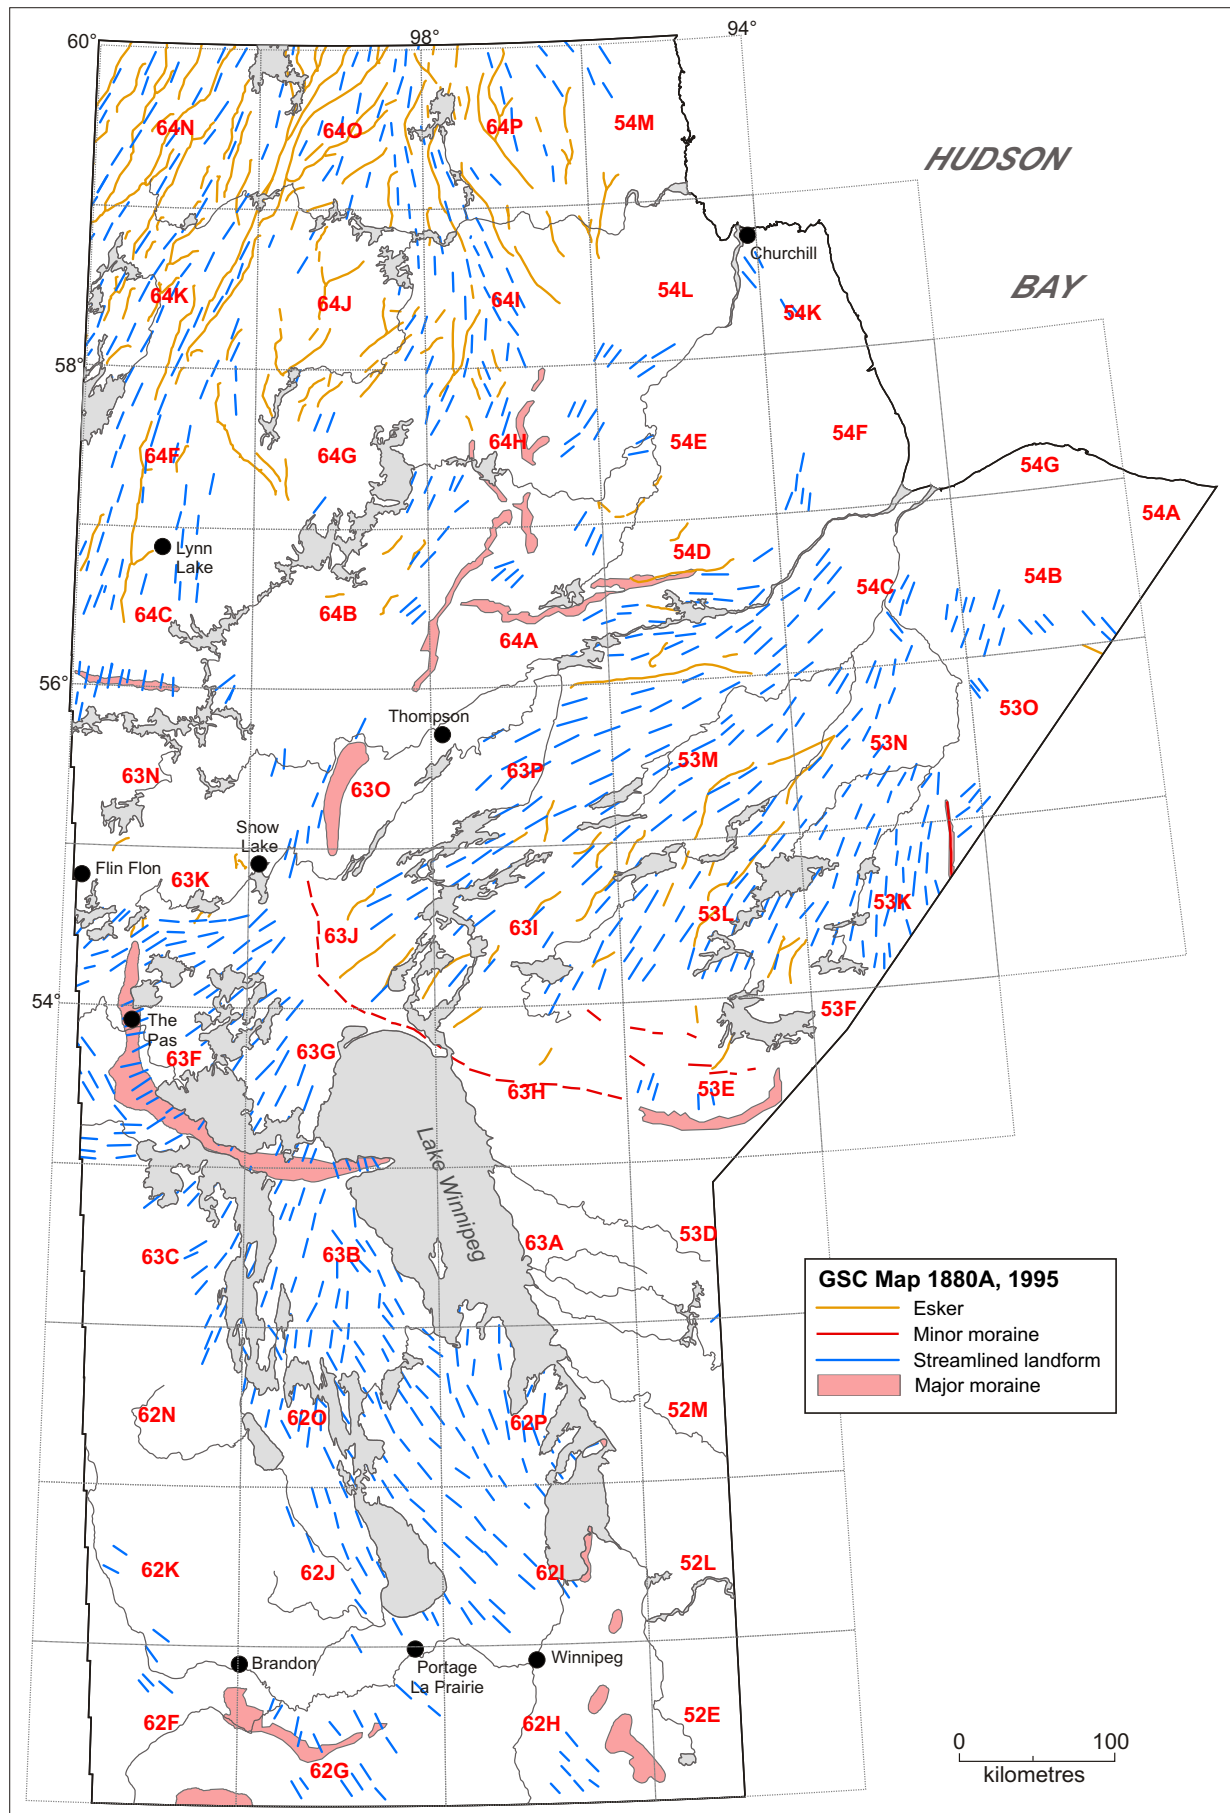 60°
98°
94°
64N
64O
64P
54M
HUDSON
Churchill
BAY
64K
64J
64I
54L
54K
58°
64F
64G
64H
54E
54F
54G
54A
Lynn
Lake
54D
54B
64C
64B
64A
54C
56°
Thompson
53O
63N
63O
63P
53M
53N
Snow
Lake
Flin Flon
63K
63J
63I
53L
53K
54°
The
Pas
63F
63G
63H
53E
53F
Lake Winnipeg
63C
63B
63A
53D
GSC Map 1880A, 1995
Esker
Minor moraine
Streamlined landform
Major moraine
62N
62O
62P
52M
62K
62J
62I
52L
Brandon
Portage
La Prairie
Winnipeg
62F
62G
62H
52E
0
100
kilometres